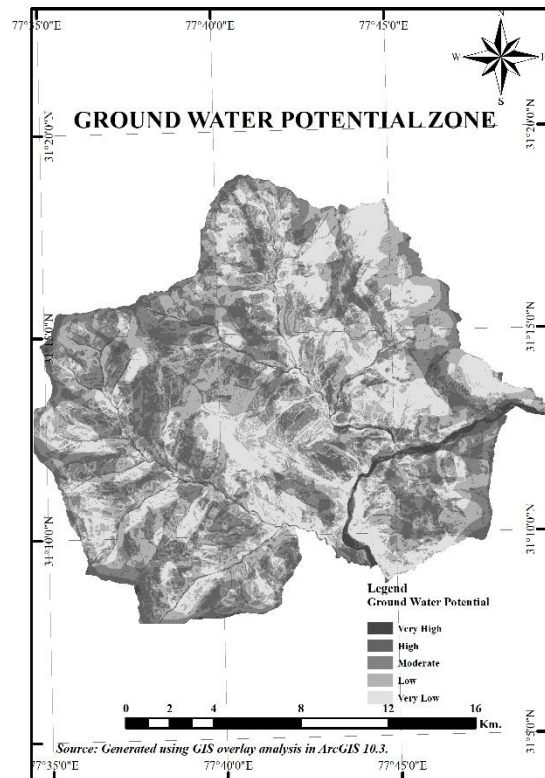 77°35'0"E 77°40'0"E 77°45'0"E
N
W E
S
GROUND WATER POTENTIAL ZONE
31°20'0"N 31°20'0"N
31°15'0"N 31°15'0"N
31°10'0"N 31°10'0"N
Legend
Ground Water Potential
Very High
High
Moderate
Low
Very Low
0 2 4 8 12 16
Km.
31°5'0"N
Source: Generated using GIS overlay analysis in ArcGIS 10.3.
77°35'0"E 77°40'0"E 77°45'0"E